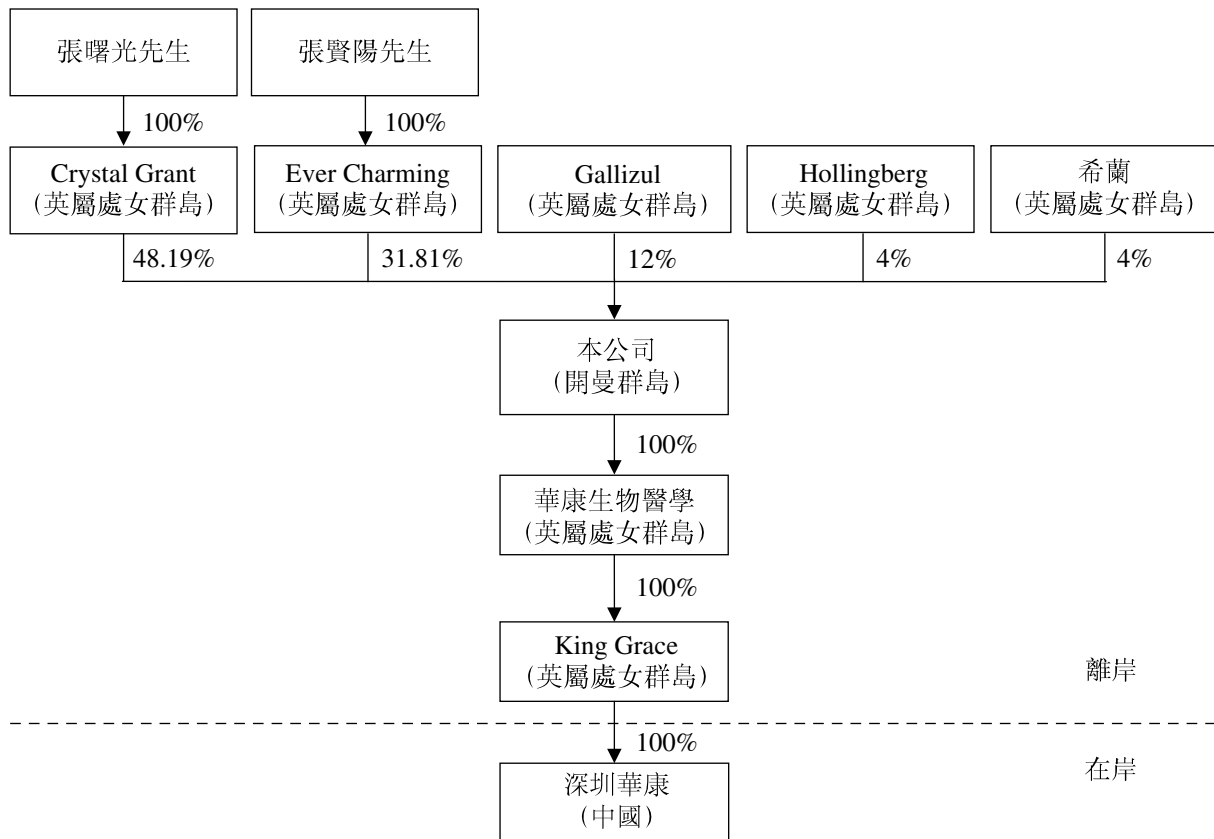 張曙光先生
張賢陽先生
100%
100%
Crystal Grant
(英屬處女群島)
Ever Charming
(英屬處女群島)
Gallizul
(英屬處女群島)
Hollingberg
(英屬處女群島)
希蘭
(英屬處女群島)
48.19%
31.81%
12%
4%
4%
本公司
(開曼群島)
100%
華康生物醫學
(英屬處女群島)
100%
King Grace
(英屬處女群島)
離岸
100%
在岸
深圳華康
(中國)